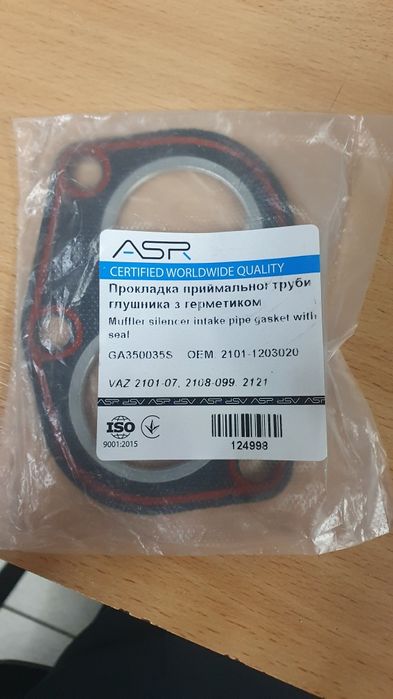 ASR
CERTIFIED WORLDWIDE QUALITY
Прокладка приймальної труби
глушника з герметиком
Muffler silencer intake pipe gasket with
seal
GA350035S OEM 2101-1203020
VAZ 2101-07, 2108-099, 2121
ISO
9001:2015
124998